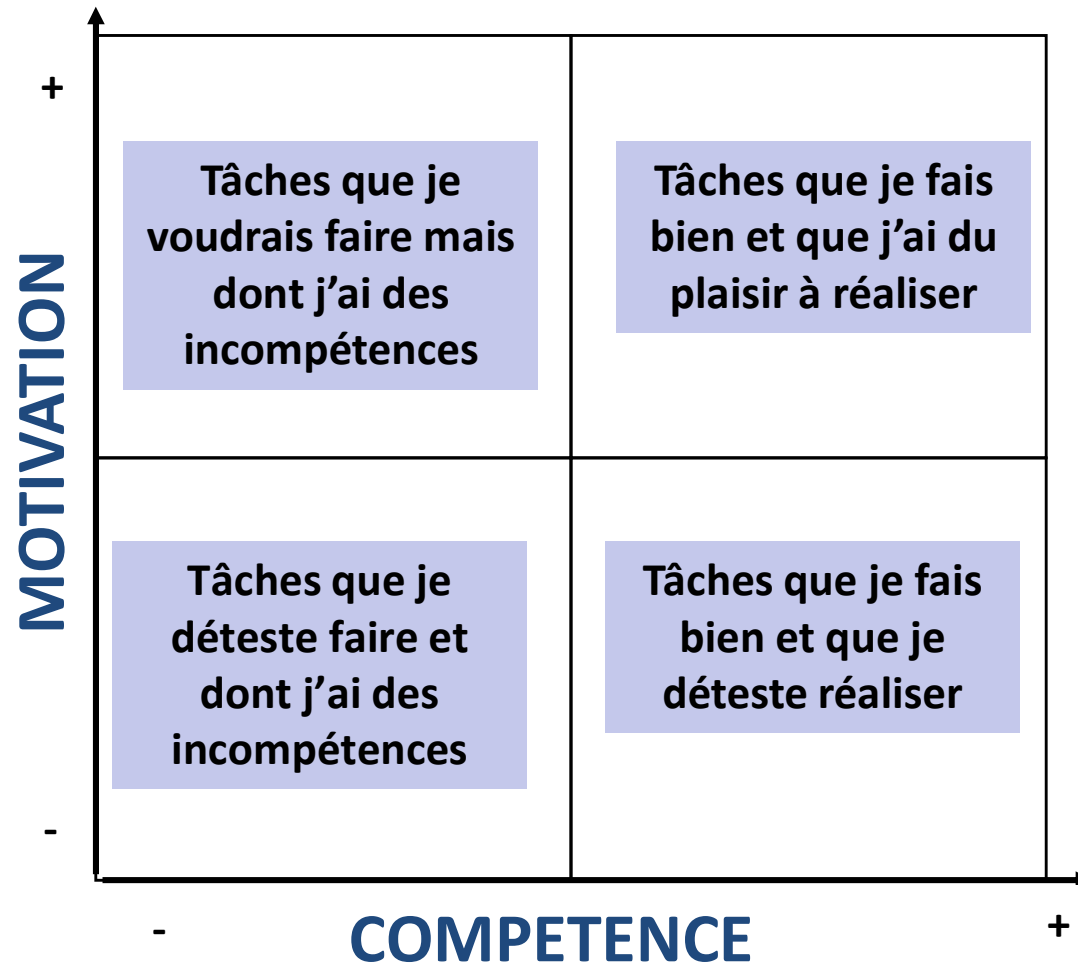 +
MOTIVATION
Tâches que je
voudrais faire mais
dont j’ai des
incompétences
Tâches que je fais
bien et que j’ai du
plaisir à réaliser
Tâches que je
déteste faire et
dont j’ai des
incompétences
Tâches que je fais
bien et que je
déteste réaliser
-
-
COMPETENCE
+